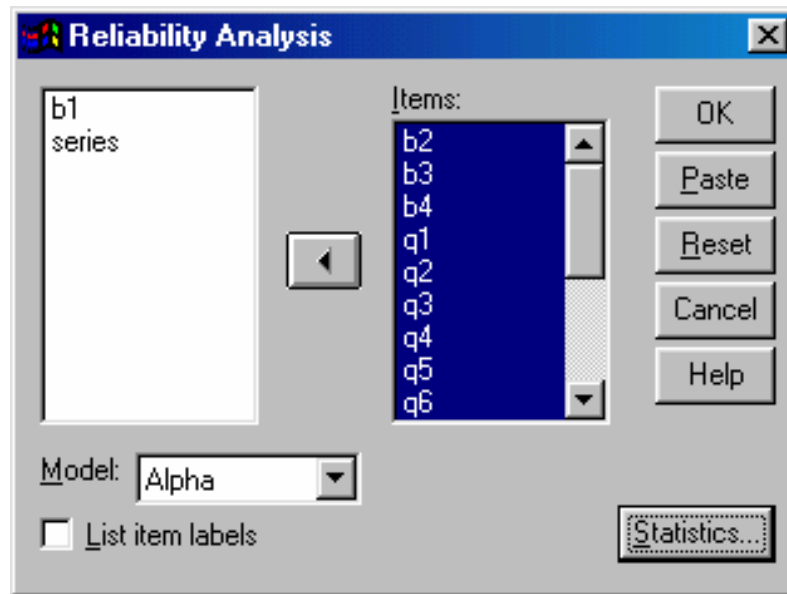 Reliability Analysis
b1
series
Items:
b2
b3
b4
q1
q2
q3
q4
q5
q6
OK
Paste
Reset
Cancel
Help
Model:
Alpha
List item labels
Statistics...